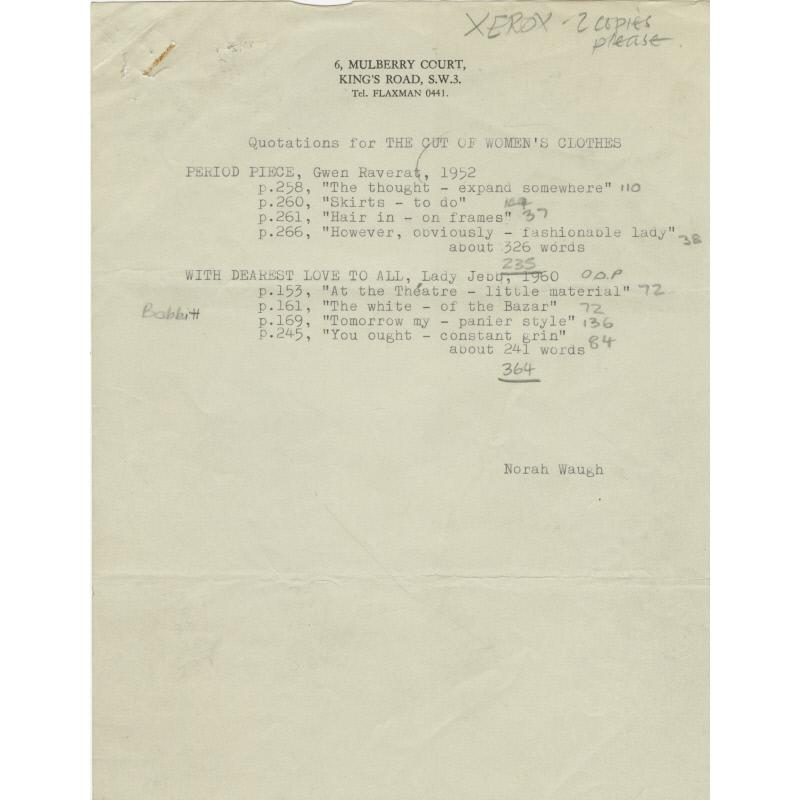 XEROX - 2 copies
please.
6, MULBERRY COURT,
KING'S ROAD, S.W.3.
Tel. FLAXMAN 0441.
Quotations for THE CUT OF WOMEN'S CLOTHES
PERIOD PIECE, Gwen Raverat, 1952
p.258, "The thought - expand somewhere" 110
p.260, "Skirts - to do"
p.261, "Hair in - on frames" 37
p.266, "However, obviously - fashionable lady" 38
about 326 words
235
WITH DEAREST LOVE TO ALL, Lady Jebb, 1960 O.O.P
p.153, "At the Théatre - little material" 72
p.161, "The white - of the Bazar" 72
Bobbitt
p.169, "Tomorrow my - panier style" 136
p.245, "You ought - constant grin" 84
about 241 words
364
Norah Waugh